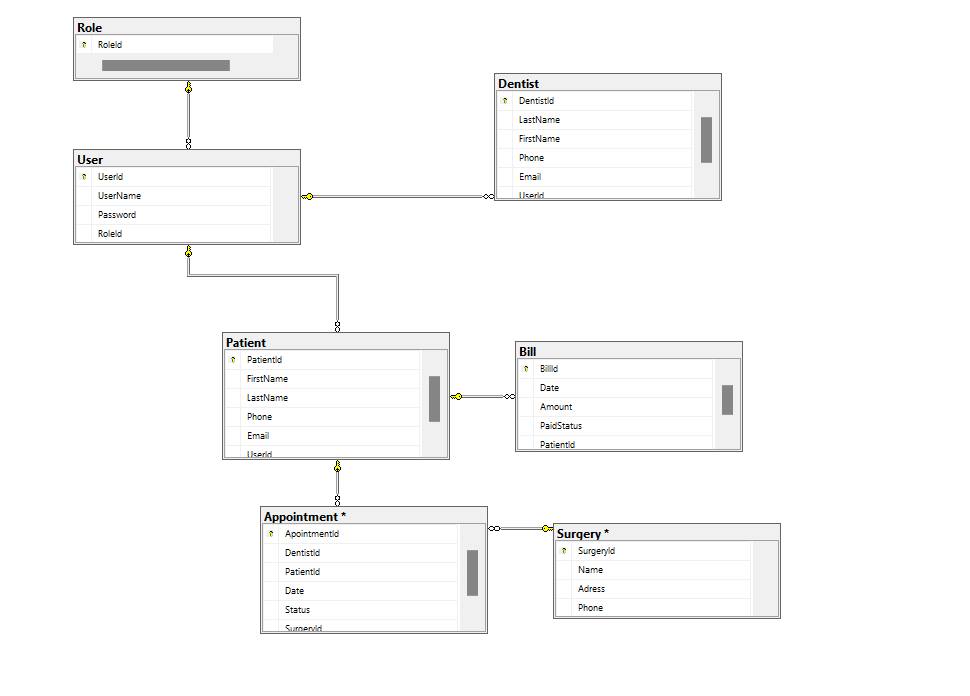 Role
RoleId
Dentist
DentistId
LastName
FirstName
Phone
Email
UserId
User
UserId
UserName
Password
RoleId
Patient
PatientId
FirstName
LastName
Phone
Email
UserId
Bill
BillId
Date
Amount
PaidStatus
PatientId
Appointment *
ApointmentId
DentistId
PatientId
Date
Status
SurgeryId
Surgery *
SurgeryId
Name
Adress
Phone